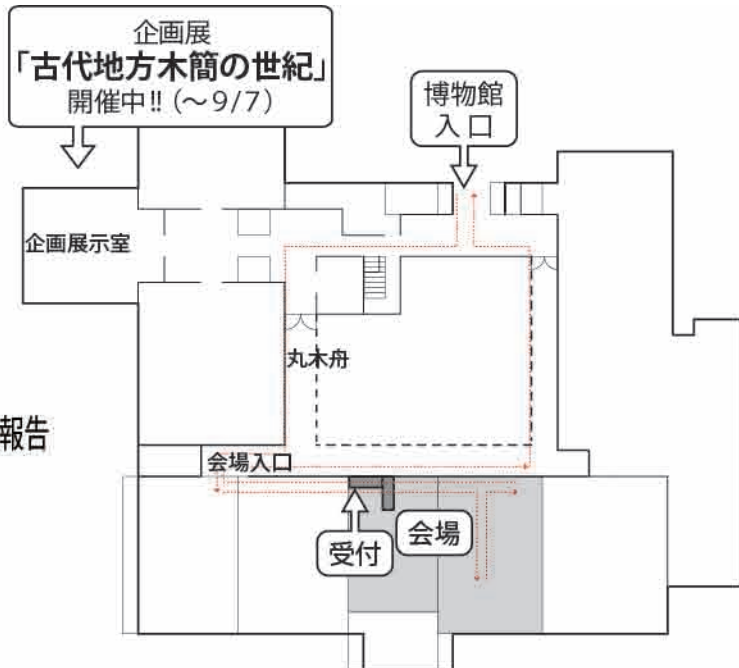 企画展
「古代地方木簡の世紀」
開催中!!(～9/7)
博物館
入口
企画展示室
丸木舟
報告
会場入口
受付
会場